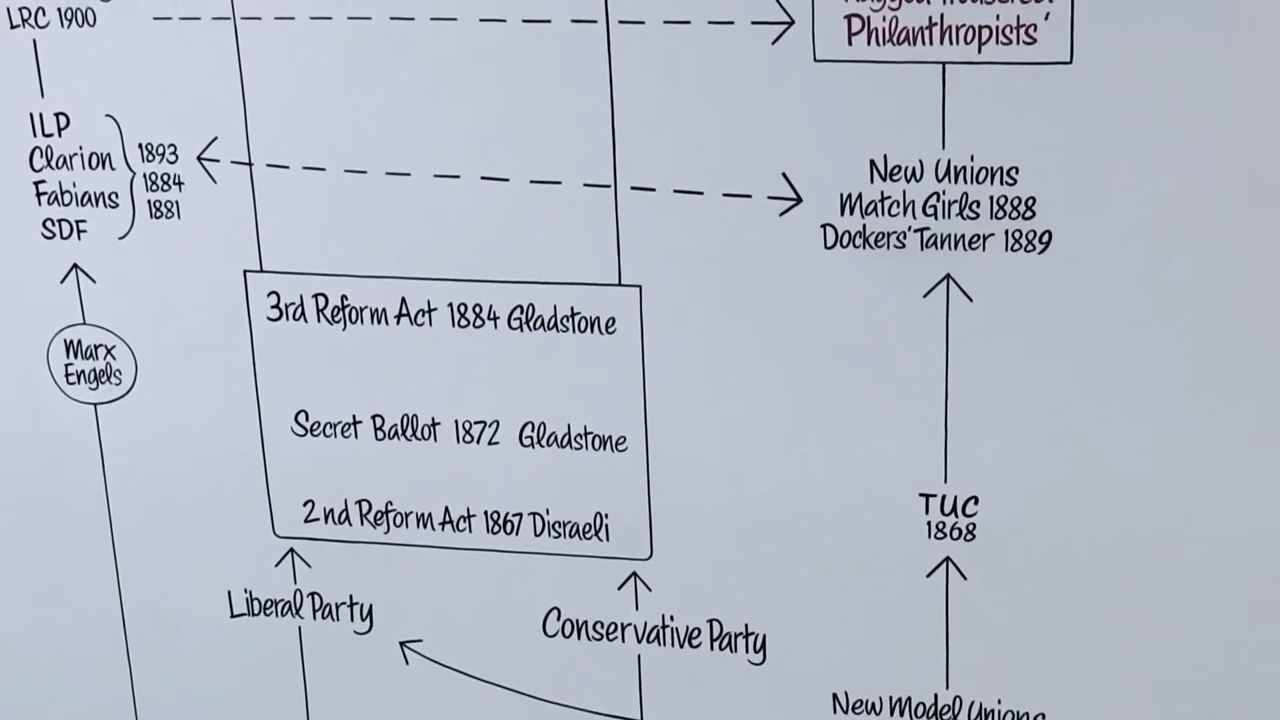 LRC 1900
Philanthropists'
ILP
Clarion
Fabians
SDF
1893
1884
1881
New Unions
Match Girls 1888
Dockers' Tanner 1889
3rd Reform Act 1884 Gladstone
Marx
Engels
Secret Ballot 1872 Gladstone
2nd Reform Act 1867 Disraeli
TUC
1868
Liberal Party
Conservative Party
New Model Unions